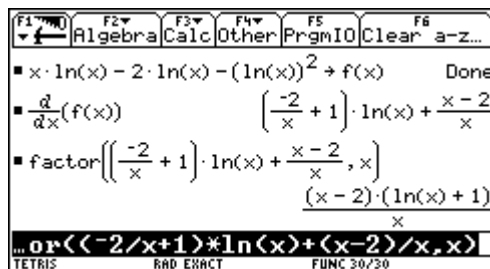 F1 F2 F3 F4 F5 F6
Algebra Calc Other PrgmIO Clear a-z…
▪ x·ln(x) – 2·ln(x) – (ln(x))² → f(x) Done
▪ d/dx(f(x)) (⁻2/x + 1)·ln(x) + (x – 2)/x
▪ factor((⁻2/x + 1)·ln(x) + (x – 2)/x, x)
(x – 2)·(ln(x) + 1)/x
…or((⁻2/x+1)*ln(x)+(x-2)/x,x)
TETRIS RAD EXACT FUNC 30/30